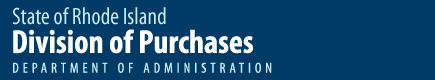 State of Rhode Island
Division of Purchases
DEPARTMENT OF ADMINISTRATION